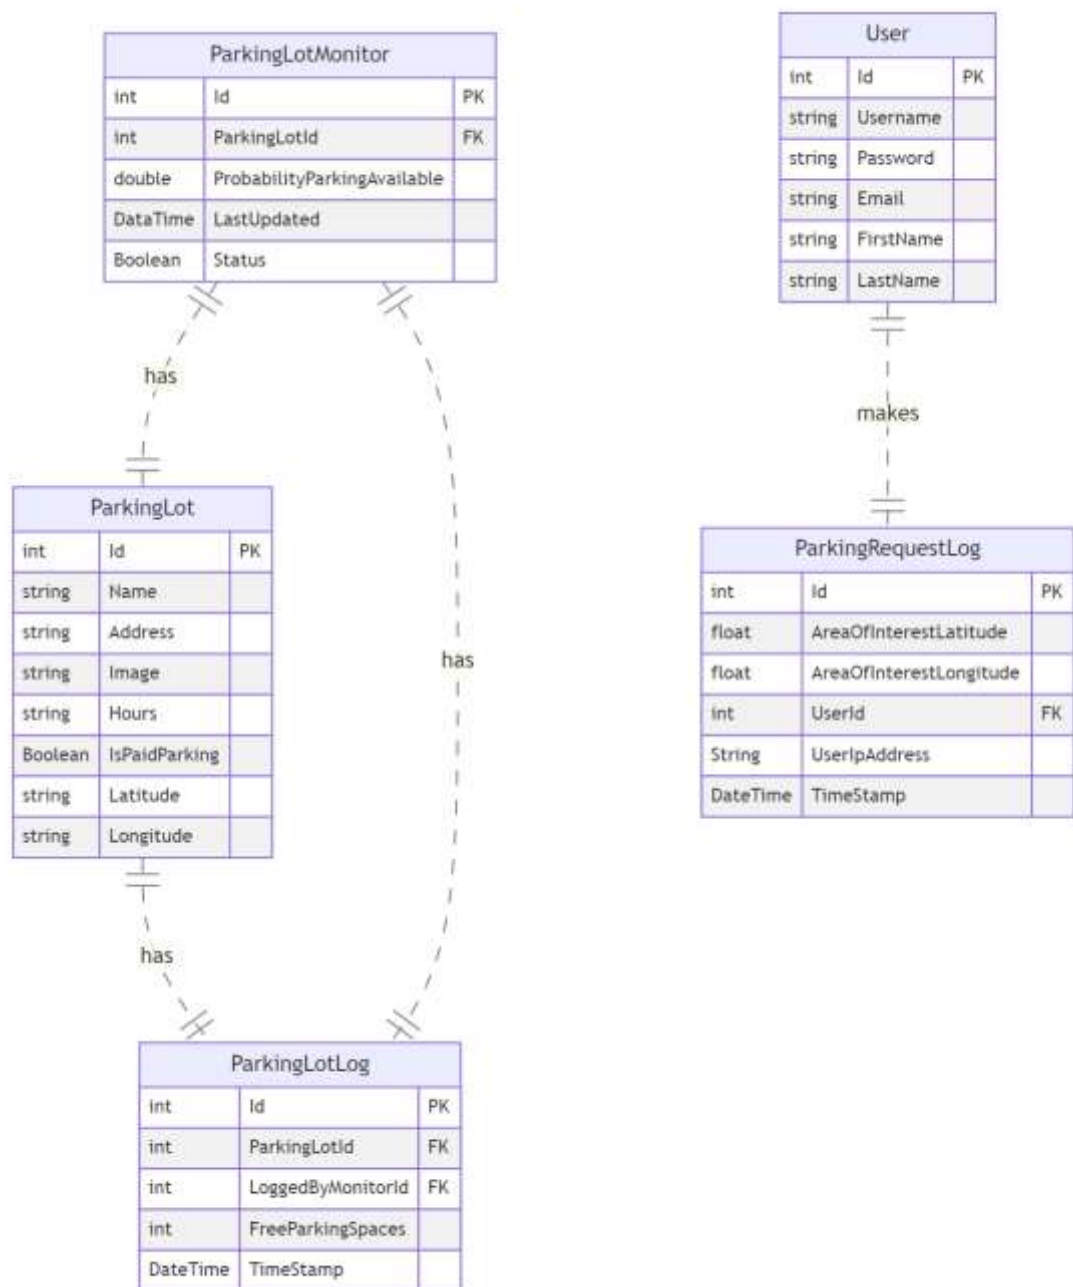 ParkingLotMonitor
int Id PK
int ParkingLotId FK
double ProbabilityParkingAvailable
DataTime LastUpdated
Boolean Status
User
int Id PK
string Username
string Password
string Email
string FirstName
string LastName
has
makes
ParkingLot
int Id PK
string Name
string Address
string Image
string Hours
Boolean IsPaidParking
string Latitude
string Longitude
has
ParkingRequestLog
int Id PK
float AreaOfInterestLatitude
float AreaOfInterestLongitude
int UserId FK
String UserIpAddress
DateTime TimeStamp
has
ParkingLotLog
int Id PK
int ParkingLotId FK
int LoggedByMonitorId FK
int FreeParkingSpaces
DateTime TimeStamp